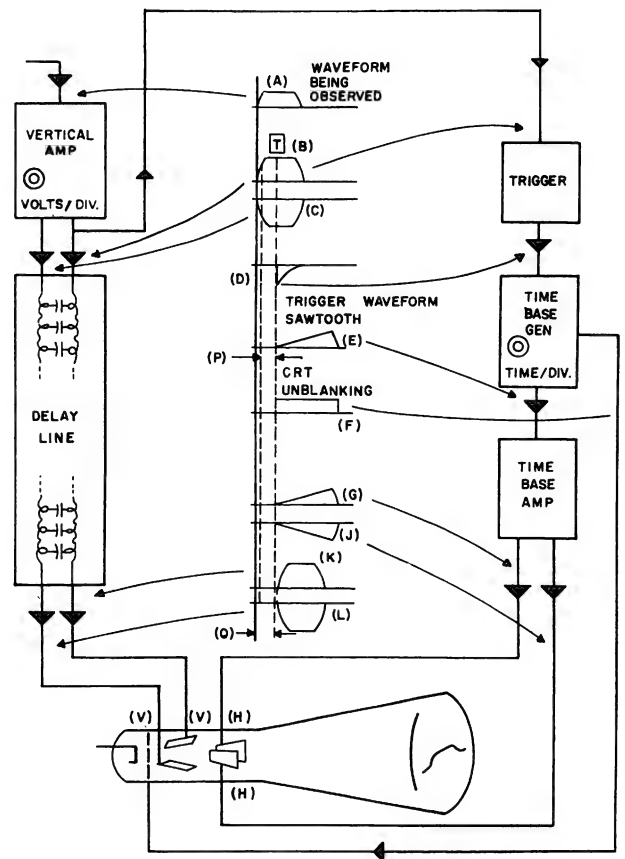 (A)
WAVEFORM
BEING
OBSERVED
VERTICAL
AMP
VOLTS/DIV.
T
(B)
TRIGGER
(C)
(D)
TRIGGER WAVEFORM
SAWTOOTH
(E)
TIME
BASE
GEN
TIME/DIV.
(P)
CRT
UNBLANKING
(F)
DELAY
LINE
TIME
BASE
AMP
(G)
(J)
(K)
(L)
(Q)
(V)
(V)
(H)
(H)